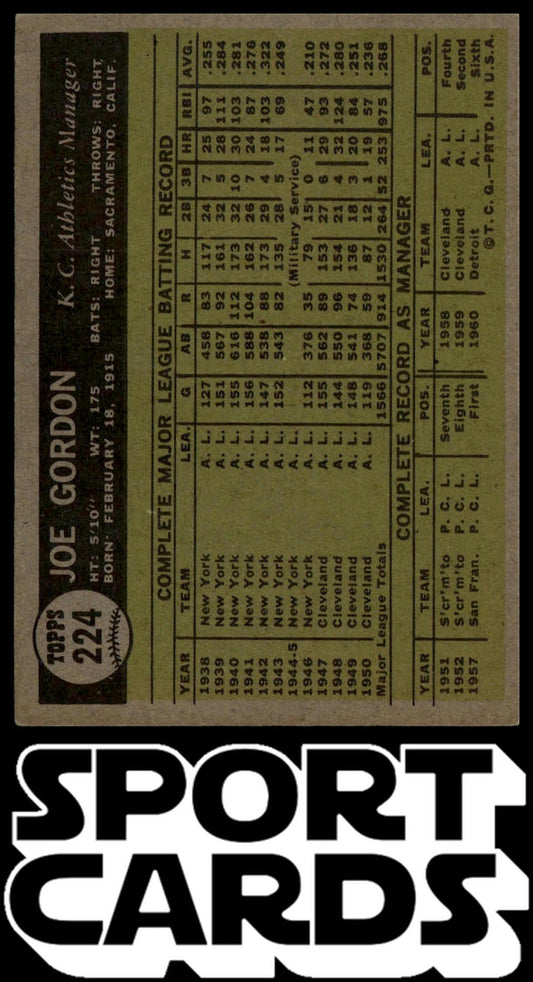 TOPPS
224
JOE GORDON K. C. Athletics Manager
HT: 5'10" WT: 175 BATS: RIGHT THROWS: RIGHT
BORN: FEBRUARY 18, 1915 HOME: SACRAMENTO, CALIF.
COMPLETE MAJOR LEAGUE BATTING RECORD
YEAR TEAM LEA. G AB R H 2B 3B HR RBI AVG.
1938 New York A. L. 127 458 83 117 24 7 25 97 .255
1939 New York A. L. 151 567 92 161 32 5 28 111 .284
1940 New York A. L. 155 616 112 173 32 10 30 103 .281
1941 New York A. L. 156 588 104 162 26 7 24 87 .276
1942 New York A. L. 147 538 88 173 29 4 18 103 .322
1943 New York A. L. 152 543 82 135 28 5 17 69 .249
1944-5 New York A. L. (Military Service)
1946 New York A. L. 112 376 35 79 15 0 11 47 .210
1947 Cleveland A. L. 155 562 89 153 27 6 29 93 .272
1948 Cleveland A. L. 144 550 96 154 21 4 32 124 .280
1949 Cleveland A. L. 148 541 74 136 18 3 20 84 .251
1950 Cleveland A. L. 119 368 59 87 12 1 19 57 .236
Major League Totals 1566 5707 914 1530 264 52 253 975 .268
COMPLETE RECORD AS MANAGER
YEAR TEAM LEA. POS. YEAR TEAM LEA. POS.
1951 S'cr'm'to P. C. L. Seventh 1958 Cleveland A. L. Fourth
1952 S'cr'm'to P. C. L. Eighth 1959 Cleveland A. L. Second
1957 San Fran. P. C. L. First 1960 Detroit A. L. Sixth
©T. C. G.—PRTD. IN U.S.A.
SPORT
CARDS